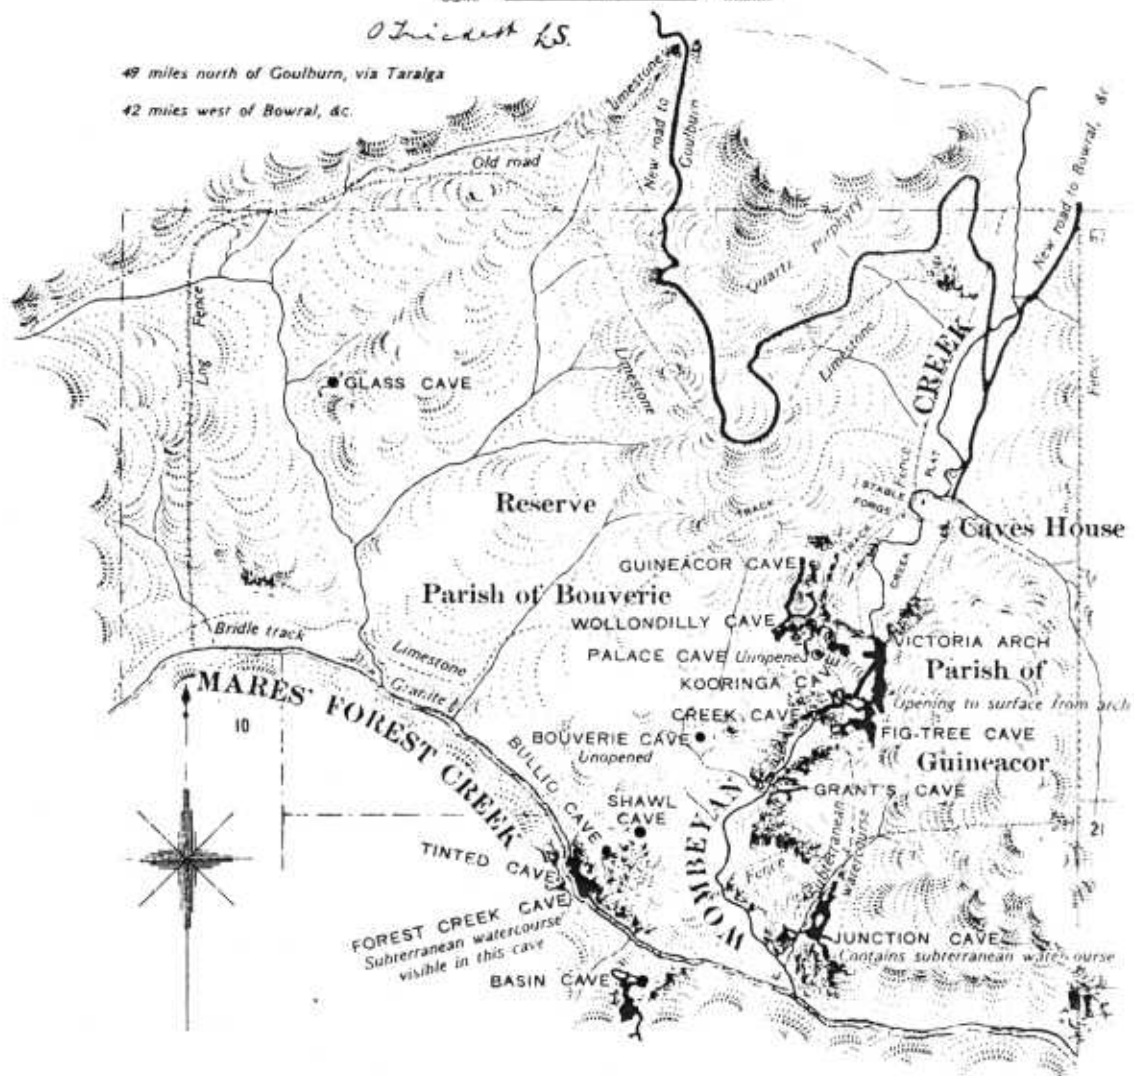 O Trickett L.S.
49 miles north of Goulburn, via Taralga
42 miles west of Bowral, &c.
Limestone
New road to
Goulburn
Old road
New road to Bowral, &c
Quartz Porphyry
Log Fence
Limestone
Limestone
GLASS CAVE
CREEK
Fence
FENCE
FLAT
STABLE
FORGE
Reserve
TRACK
TRACK
Caves House
CREEK
GUINEACOR CAVE
Parish of Bouverie
WOLLONDILLY CAVE
Bridle track
VICTORIA ARCH
Limestone
PALACE CAVE Unopened
Parish of
KOORINGA CAVE
Granite
MARES' FOREST CREEK
10
Opening to surface from arch
CREEK CAVE
BOUVERIE CAVE
Unopened
FIG-TREE CAVE
Guineacor
BULLIO CAVE
GRANT'S CAVE
SHAWL
CAVE
WOMBEYAN
Subterranean
watercourse
21
TINTED CAVE
Fence
FOREST CREEK CAVE
Subterranean watercourse
visible in this cave
JUNCTION CAVE
Contains subterranean watercourse
BASIN CAVE